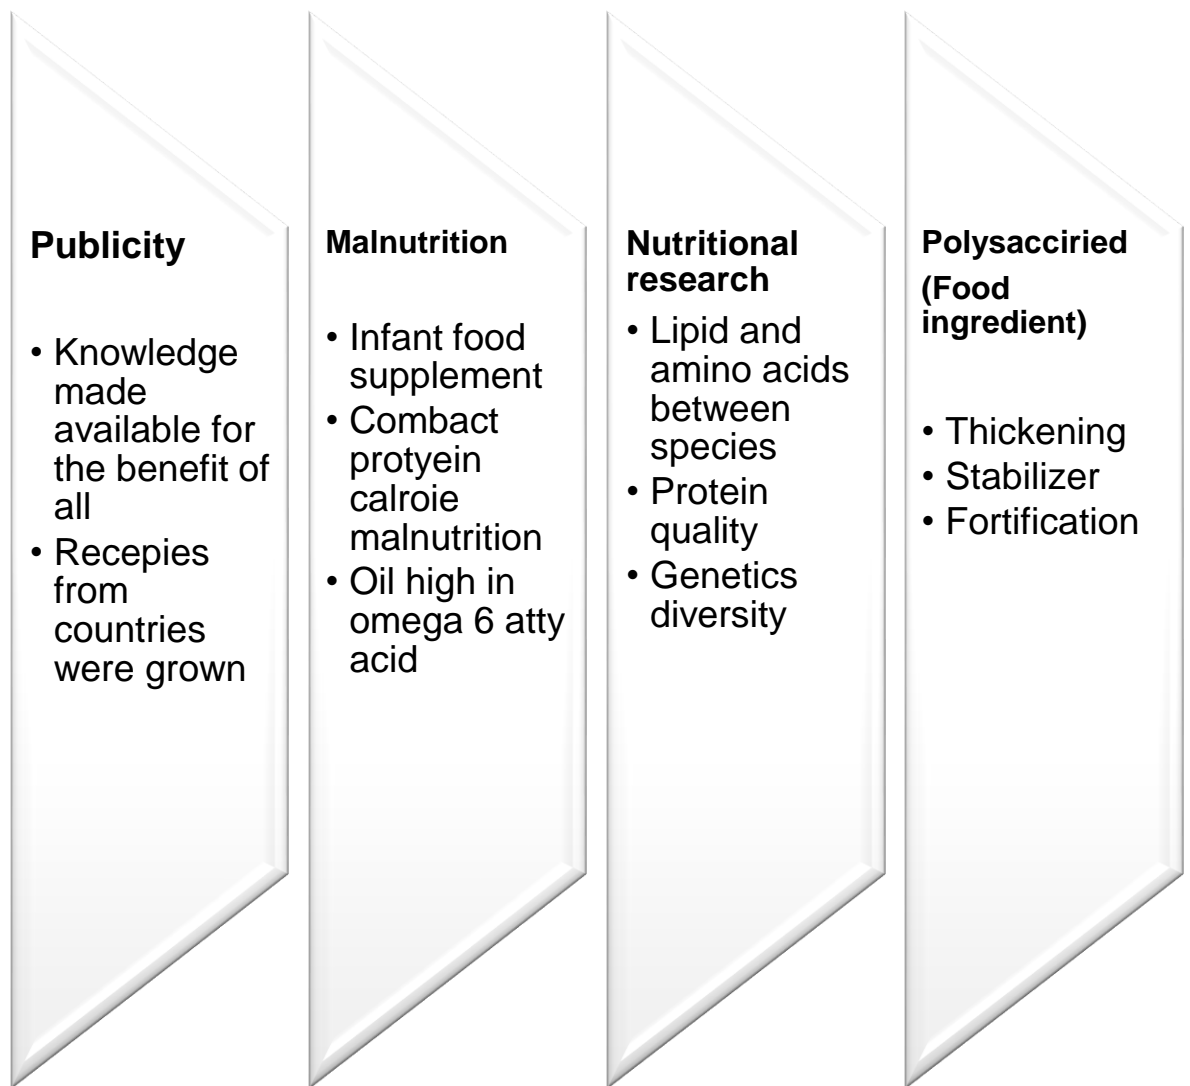 Publicity
• Knowledge
made
available for
the benefit of
all
• Recepies
from
countries
were grown
Malnutrition
• Infant food
supplement
• Combact
protyein
calroie
malnutrition
• Oil high in
omega 6 atty
acid
Nutritional
research
• Lipid and
amino acids
between
species
• Protein
quality
• Genetics
diversity
Polysacciried
(Food
ingredient)
• Thickening
• Stabilizer
• Fortification